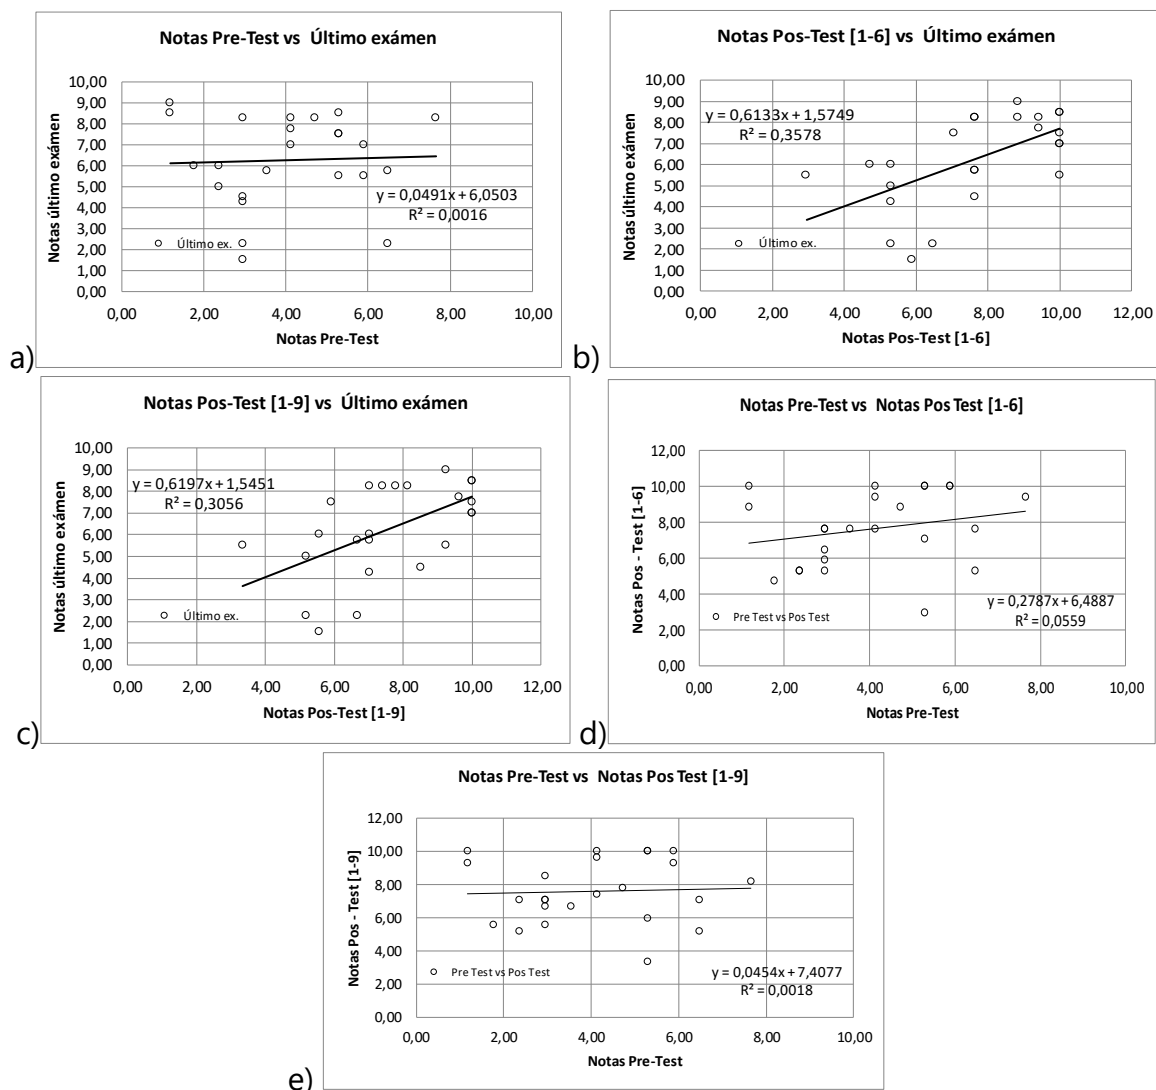 Notas Pre-Test vs Último exámen
Notas último exámen
10,00
9,00
8,00
7,00
6,00
5,00
4,00
3,00
2,00
1,00
0,00
y = 0,0491x + 6,0503
R² = 0,0016
Último ex.
0,00 2,00 4,00 6,00 8,00 10,00
Notas Pre-Test
a)
Notas Pos-Test [1-6] vs Último exámen
Notas último exámen
10,00
9,00
8,00
7,00
6,00
5,00
4,00
3,00
2,00
1,00
0,00
y = 0,6133x + 1,5749
R² = 0,3578
Último ex.
0,00 2,00 4,00 6,00 8,00 10,00 12,00
Notas Pos-Test [1-6]
b)
Notas Pos-Test [1-9] vs Último exámen
Notas último exámen
10,00
9,00
8,00
7,00
6,00
5,00
4,00
3,00
2,00
1,00
0,00
y = 0,6197x + 1,5451
R² = 0,3056
Último ex.
0,00 2,00 4,00 6,00 8,00 10,00 12,00
Notas Pos-Test [1-9]
c)
Notas Pre-Test vs Notas Pos Test [1-6]
Notas Pos - Test [1-6]
12,00
10,00
8,00
6,00
4,00
2,00
0,00
y = 0,2787x + 6,4887
R² = 0,0559
Pre Test vs Pos Test
0,00 2,00 4,00 6,00 8,00 10,00
Notas Pre-Test
d)
Notas Pre-Test vs Notas Pos Test [1-9]
Notas Pos - Test [1-9]
12,00
10,00
8,00
6,00
4,00
2,00
0,00
Pre Test vs Pos Test
y = 0,0454x + 7,4077
R² = 0,0018
0,00 2,00 4,00 6,00 8,00 10,00
Notas Pre-Test
e)